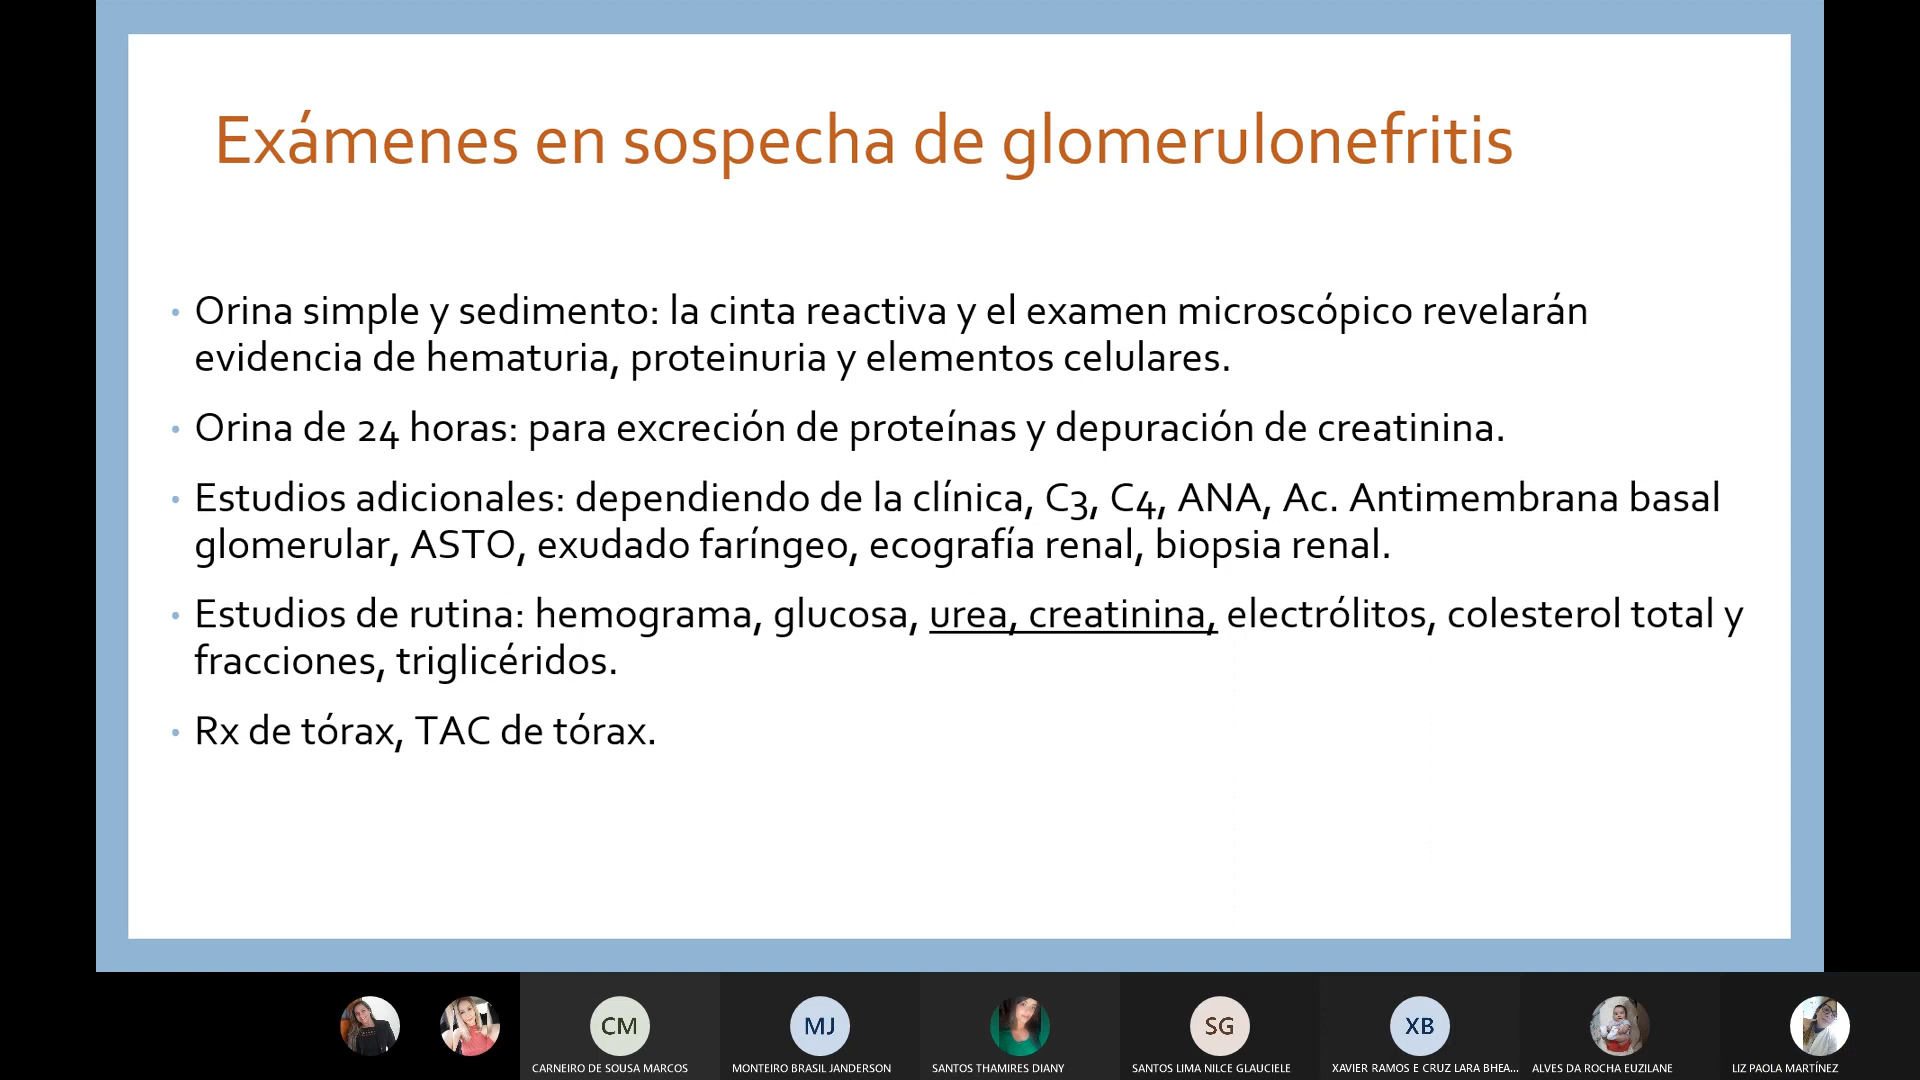 Exámenes en sospecha de glomerulonefritis
• Orina simple y sedimento: la cinta reactiva y el examen microscópico revelarán
evidencia de hematuria, proteinuria y elementos celulares.
• Orina de 24 horas: para excreción de proteínas y depuración de creatinina.
• Estudios adicionales: dependiendo de la clínica, C3, C4, ANA, Ac. Antimembrana basal
glomerular, ASTO, exudado faríngeo, ecografía renal, biopsia renal.
• Estudios de rutina: hemograma, glucosa, urea, creatinina, electrólitos, colesterol total y
fracciones, triglicéridos.
• Rx de tórax, TAC de tórax.
CM
MJ
SG
XB
CARNEIRO DE SOUSA MARCOS
MONTEIRO BRASIL JANDERSON
SANTOS THAMIRES DIANY
SANTOS LIMA NILCE GLAUCIELE
XAVIER RAMOS E CRUZ LARA BHEA...
ALVES DA ROCHA EUZILANE
LIZ PAOLA MARTÍNEZ